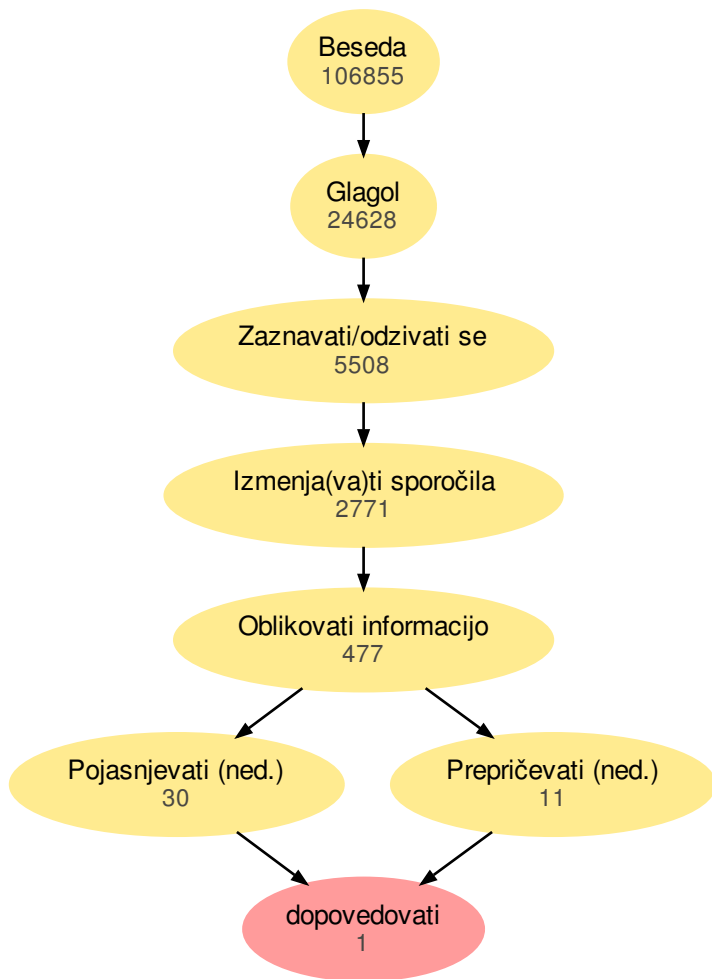 Beseda
106855
Glagol
24628
Zaznavati/odzivati se
5508
Izmenja(va)ti sporočila
2771
Oblikovati informacijo
477
Pojasnjevati (ned.)
30
Prepričevati (ned.)
11
dopovedovati
1